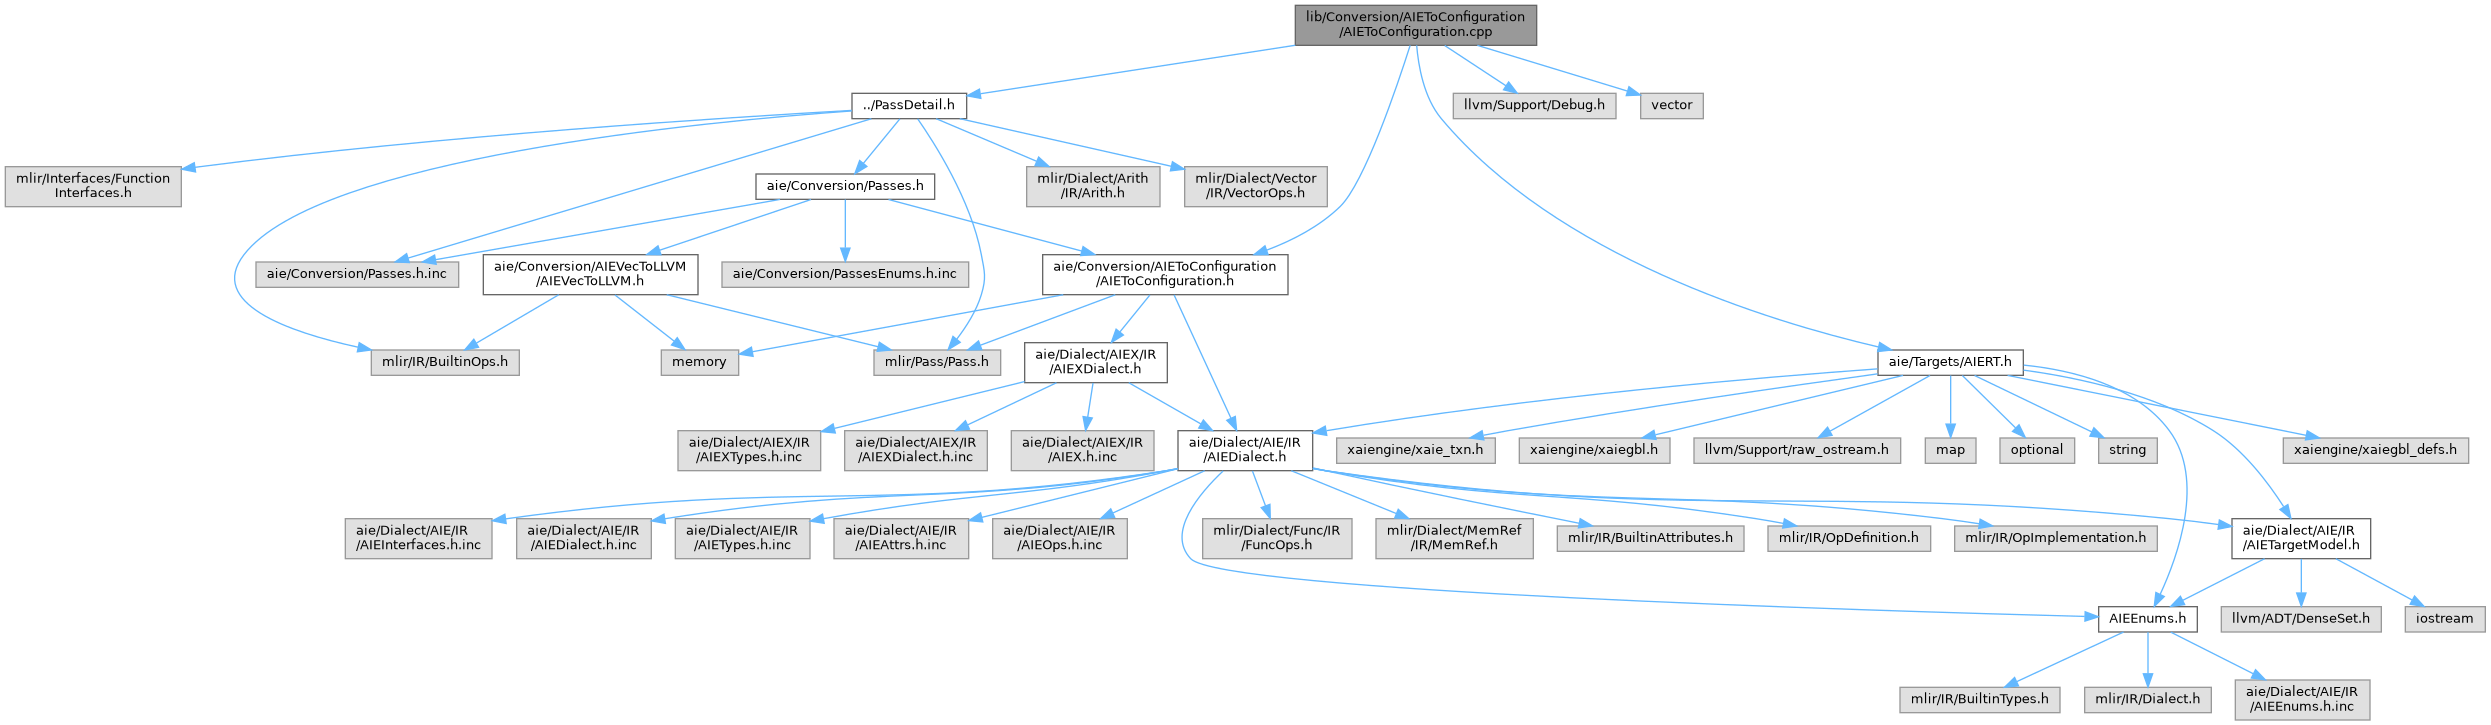 lib/Conversion/AIEToConfiguration
/AIEToConfiguration.cpp
../PassDetail.h
llvm/Support/Debug.h
vector
mlir/Interfaces/Function
Interfaces.h
aie/Conversion/Passes.h
mlir/Dialect/Arith
/IR/Arith.h
mlir/Dialect/Vector
/IR/VectorOps.h
aie/Conversion/Passes.h.inc
aie/Conversion/AIEVecToLLVM
/AIEVecToLLVM.h
aie/Conversion/PassesEnums.h.inc
aie/Conversion/AIEToConfiguration
/AIEToConfiguration.h
mlir/IR/BuiltinOps.h
memory
mlir/Pass/Pass.h
aie/Dialect/AIEX/IR
/AIEXDialect.h
aie/Targets/AIERT.h
aie/Dialect/AIEX/IR
/AIEXTypes.h.inc
aie/Dialect/AIEX/IR
/AIEXDialect.h.inc
aie/Dialect/AIEX/IR
/AIEX.h.inc
aie/Dialect/AIE/IR
/AIEDialect.h
xaiengine/xaie_txn.h
xaiengine/xaiegbl.h
llvm/Support/raw_ostream.h
map
optional
string
xaiengine/xaiegbl_defs.h
aie/Dialect/AIE/IR
/AIEInterfaces.h.inc
aie/Dialect/AIE/IR
/AIEDialect.h.inc
aie/Dialect/AIE/IR
/AIETypes.h.inc
aie/Dialect/AIE/IR
/AIEAttrs.h.inc
aie/Dialect/AIE/IR
/AIEOps.h.inc
mlir/Dialect/Func/IR
/FuncOps.h
mlir/Dialect/MemRef
/IR/MemRef.h
mlir/IR/BuiltinAttributes.h
mlir/IR/OpDefinition.h
mlir/IR/OpImplementation.h
aie/Dialect/AIE/IR
/AIETargetModel.h
AIEEnums.h
llvm/ADT/DenseSet.h
iostream
mlir/IR/BuiltinTypes.h
mlir/IR/Dialect.h
aie/Dialect/AIE/IR
/AIEEnums.h.inc